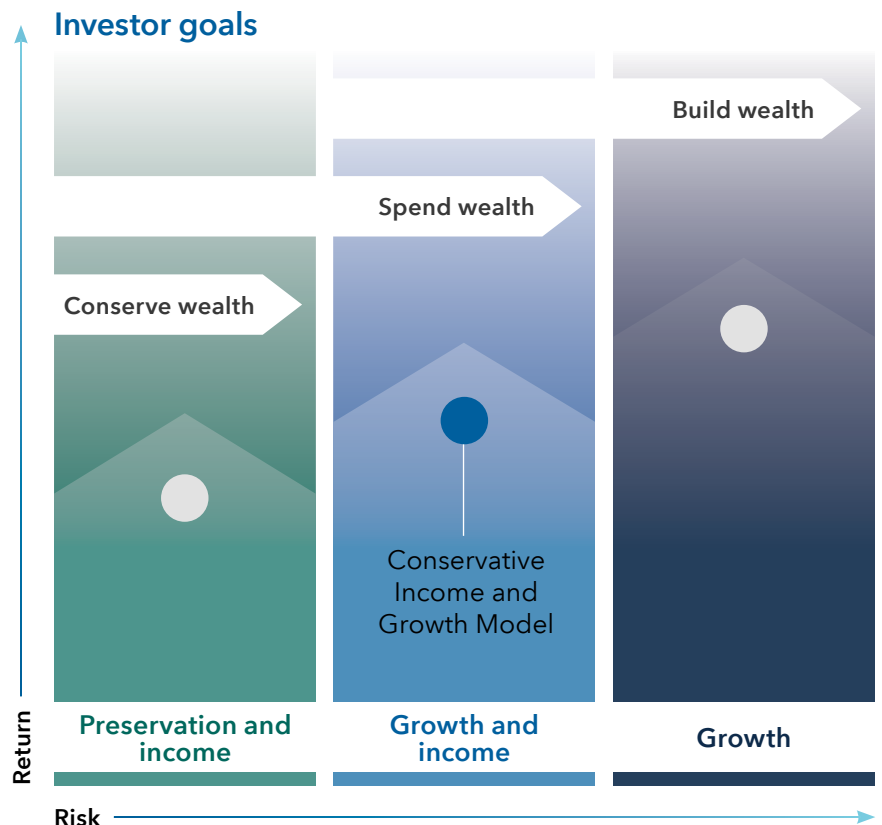 Investor goals
Build wealth
Spend wealth
Conserve wealth
Conservative
Income and
Growth Model
Return
Preservation and
income
Growth and
income
Growth
Risk